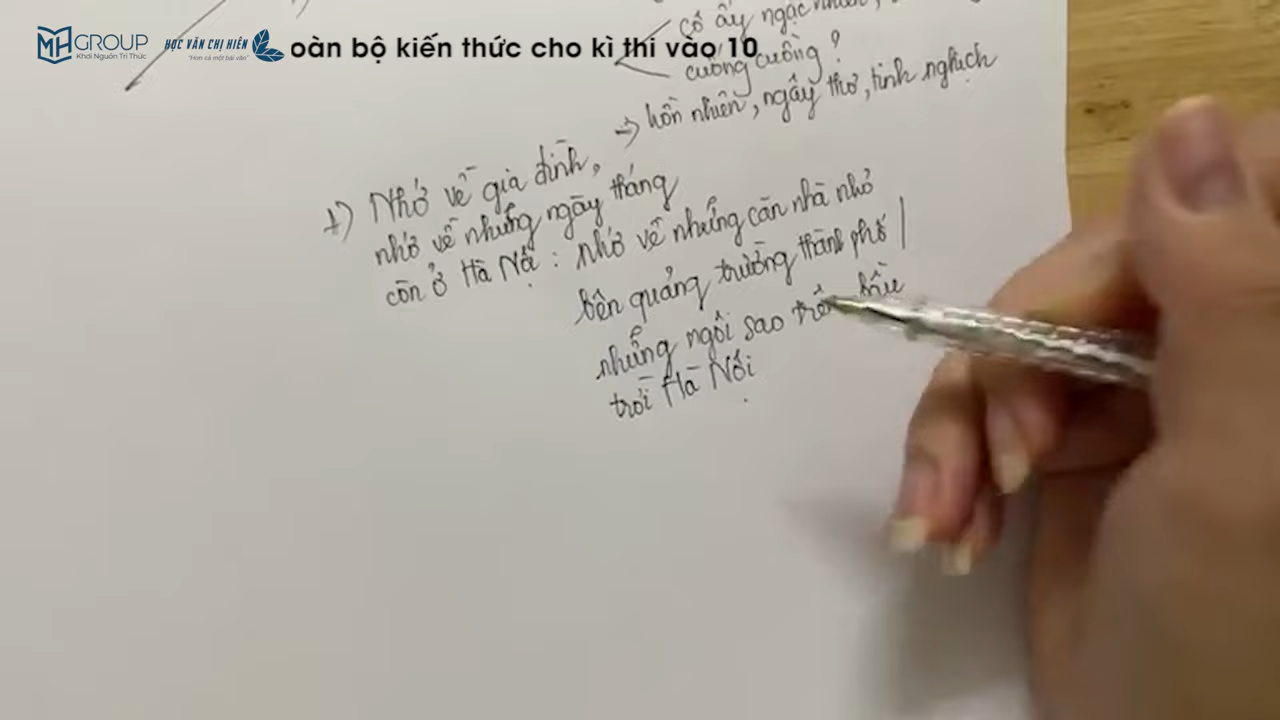 MH GROUP
Khơi Nguồn Tri Thức
HỌC VĂN CHỊ HIÊN
"Hơn cả một bài văn"
oàn bộ kiến thức cho kì thi vào 10
cô ấy ngạc nhiên,
cuống cuồng?
→ hồn nhiên, ngây thơ, tinh nghịch
+) Nhớ về gia đình,
nhớ về những ngày tháng
còn ở Hà Nội : nhớ về những căn nhà nhỏ
bên quảng trường thành phố /
những ngôi sao trên bầu
trời Hà Nội